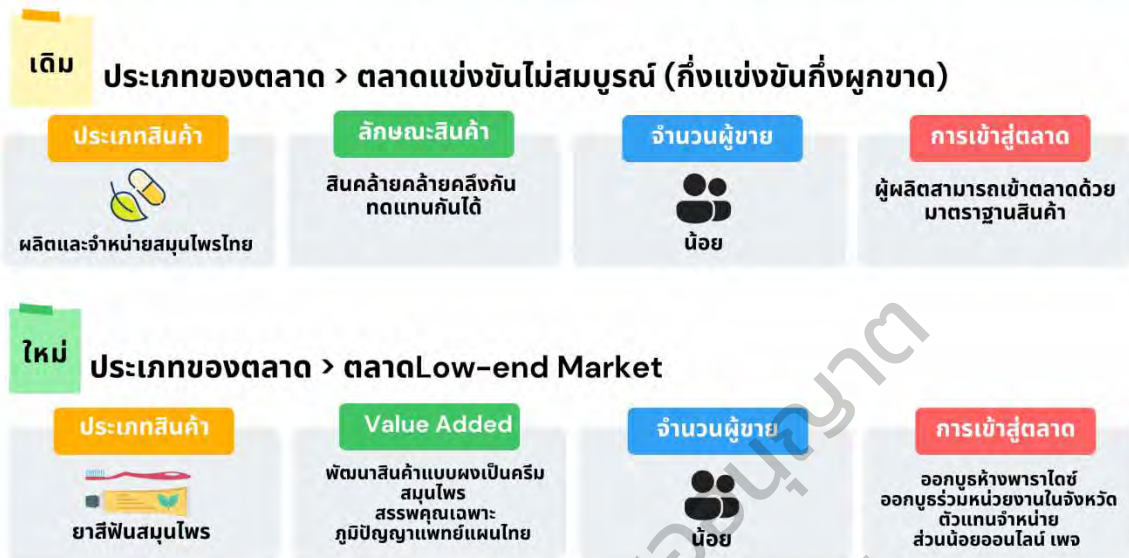 เดิม
ประเภทของตลาด > ตลาดแข่งขันไม่สมบูรณ์ (กึ่งแข่งขันกึ่งผูกขาด)
ประเภทสินค้า
ผลิตและจำหน่ายสมุนไพรไทย
ลักษณะสินค้า
สินคล้ายคล้ายคลึงกัน
ทดแทนกันได้
จำนวนผู้ขาย
น้อย
การเข้าสู่ตลาด
ผู้ผลิตสามารถเข้าตลาดด้วย
มาตราฐานสินค้า
ใหม่
ประเภทของตลาด > ตลาดLow-end Market
ประเภทสินค้า
ยาสีฟันสมุนไพร
Value Added
พัฒนาสินค้าแบบผงเป็นครีม
สมุนไพร
สรรพคุณเฉพาะ
ภูมิปัญญาแพทย์แผนไทย
จำนวนผู้ขาย
น้อย
การเข้าสู่ตลาด
ออกบูธห้างพาราไดซ์
ออกบูธร่วมหน่วยงานในจังหวัด
ตัวแทนจำหน่าย
ส่วนน้อยออนไลน์ เพจ